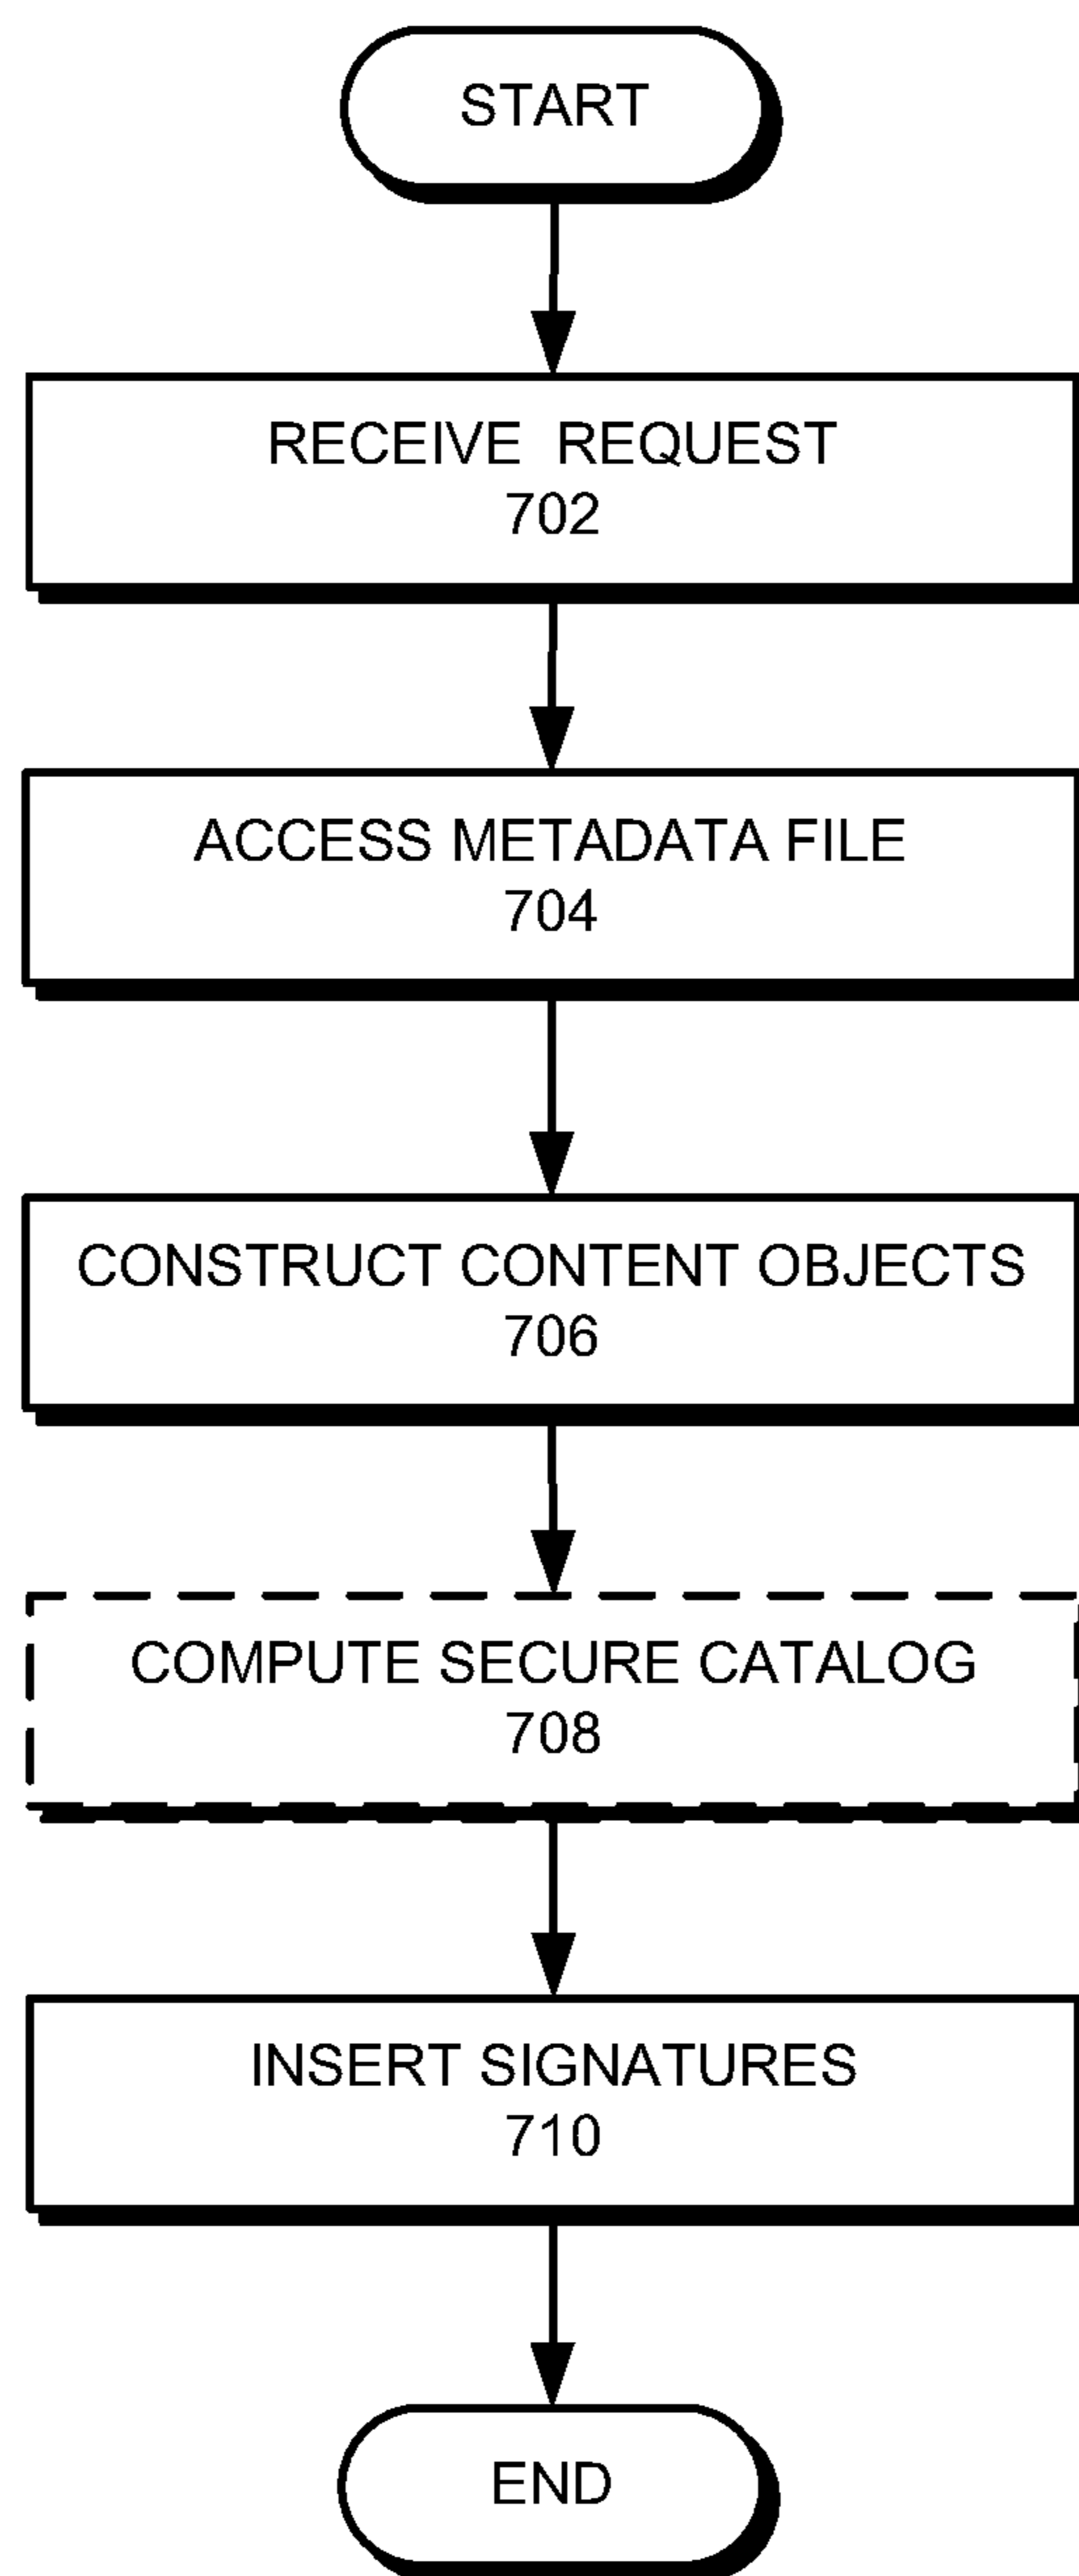 START
RECEIVE REQUEST
702
ACCESS METADATA FILE
704
CONSTRUCT CONTENT OBJECTS
706
COMPUTE SECURE CATALOG
708
INSERT SIGNATURES
710
END